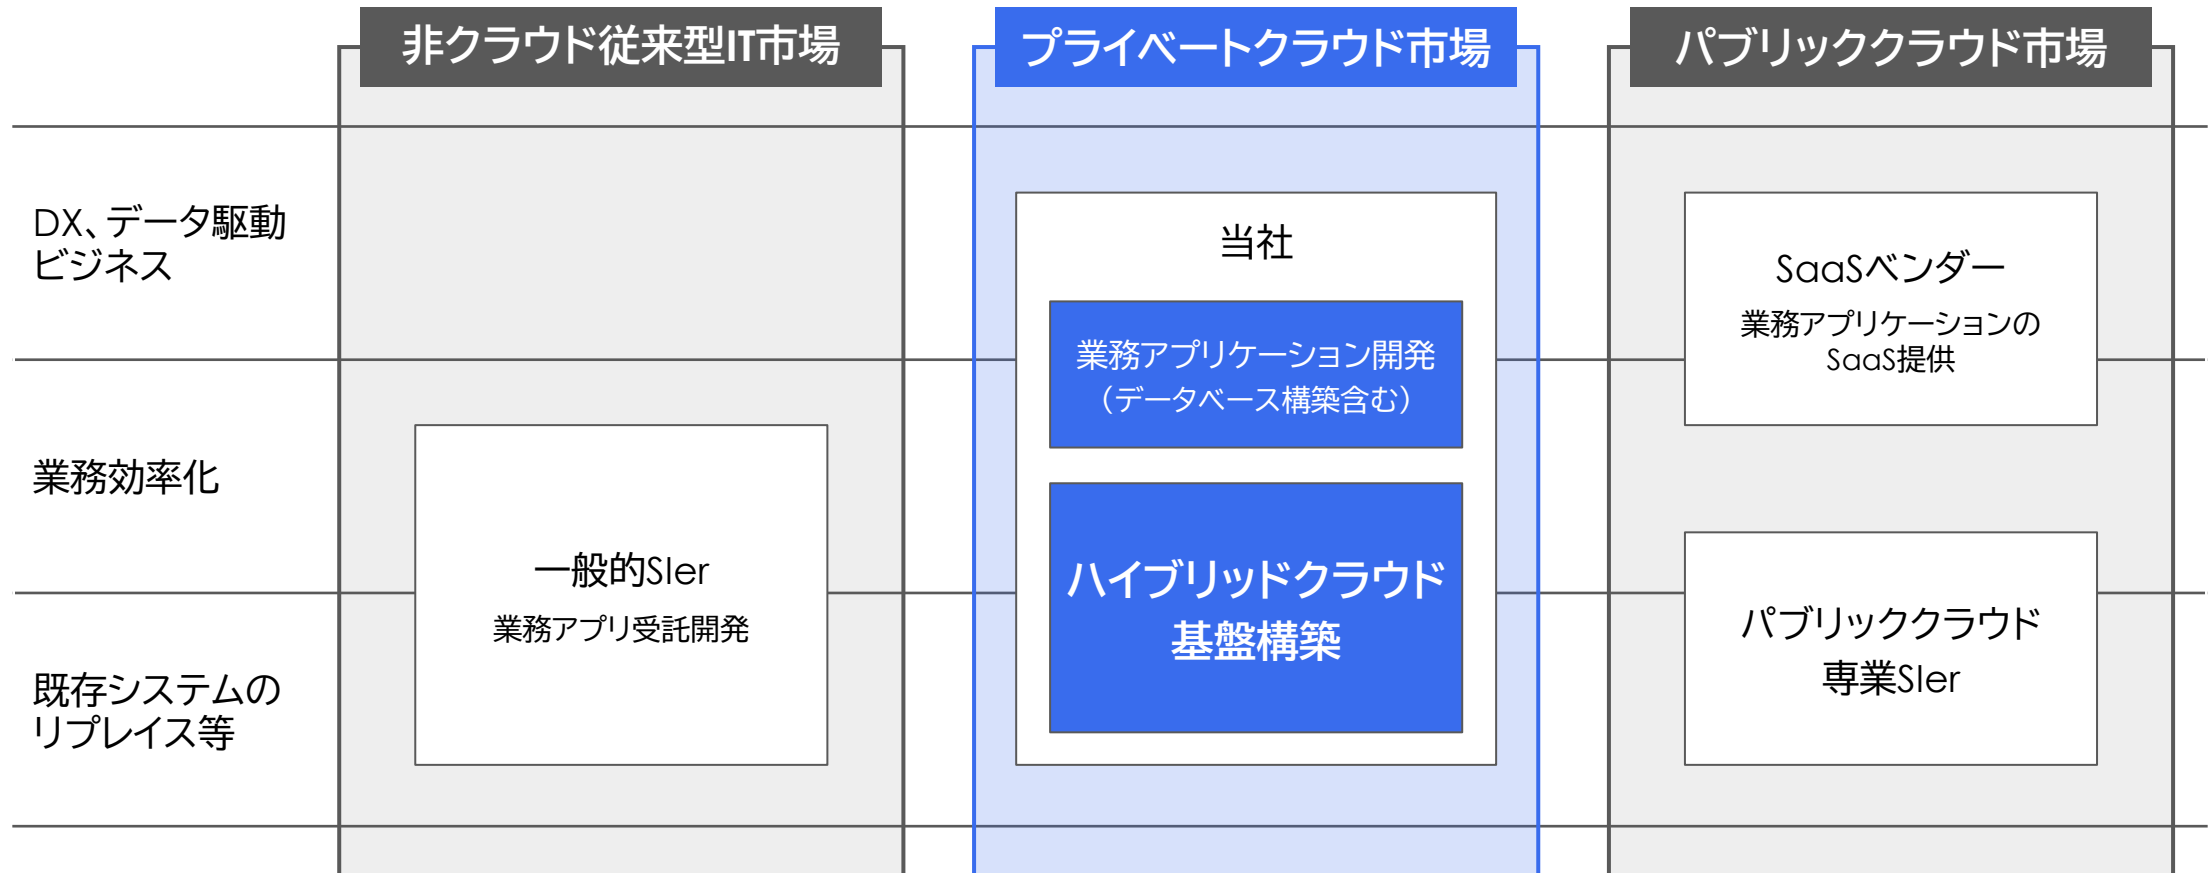 非クラウド従来型IT市場
プライベートクラウド市場
パブリッククラウド市場
DX、データ駆動
ビジネス
業務効率化
既存システムの
リプレイス等
一般的SIer
業務アプリ受託開発
当社
業務アプリケーション開発
（データベース構築含む）
ハイブリッドクラウド
基盤構築
SaaSベンダー
業務アプリケーションの
SaaS提供
パブリッククラウド
専業SIer